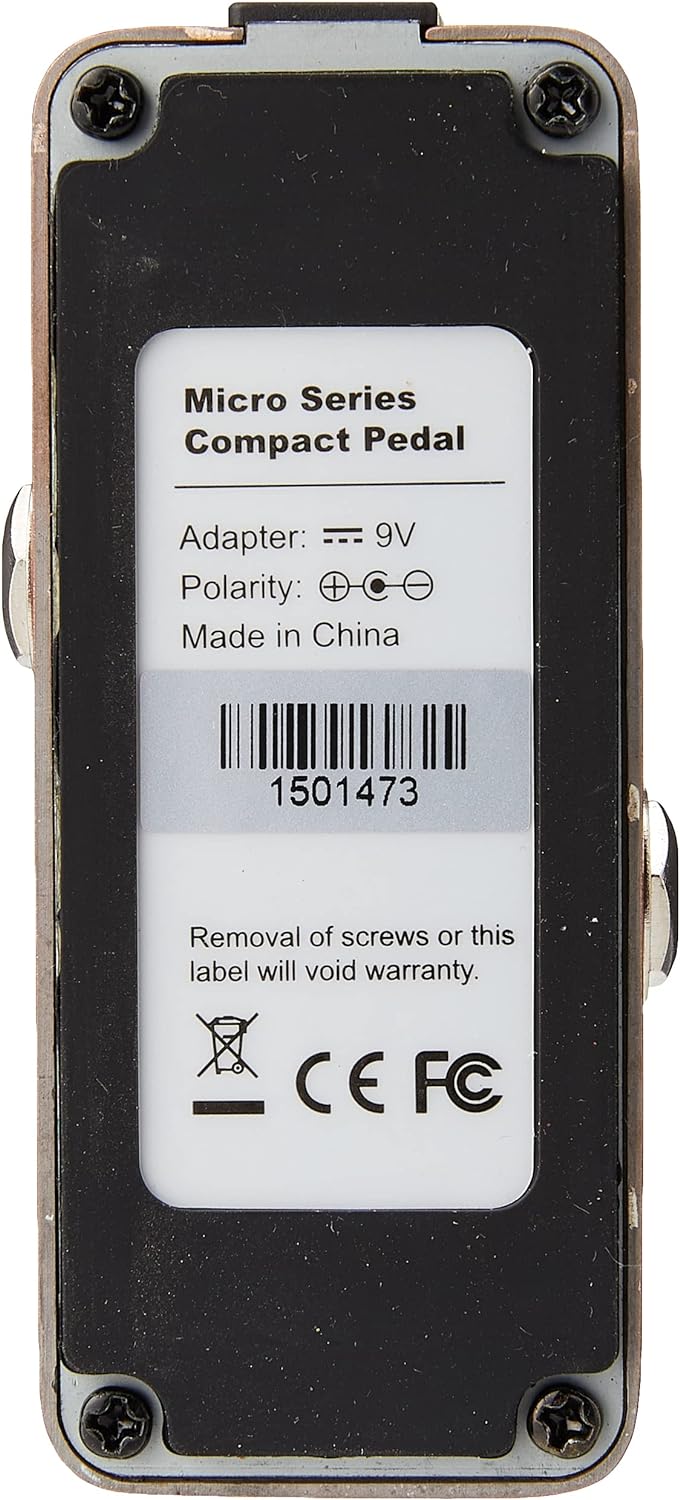 Micro Series
Compact Pedal
Adapter: ⎓ 9V
Polarity:
Made in China
1501473
Removal of screws or this
label will void warranty.
CE FC